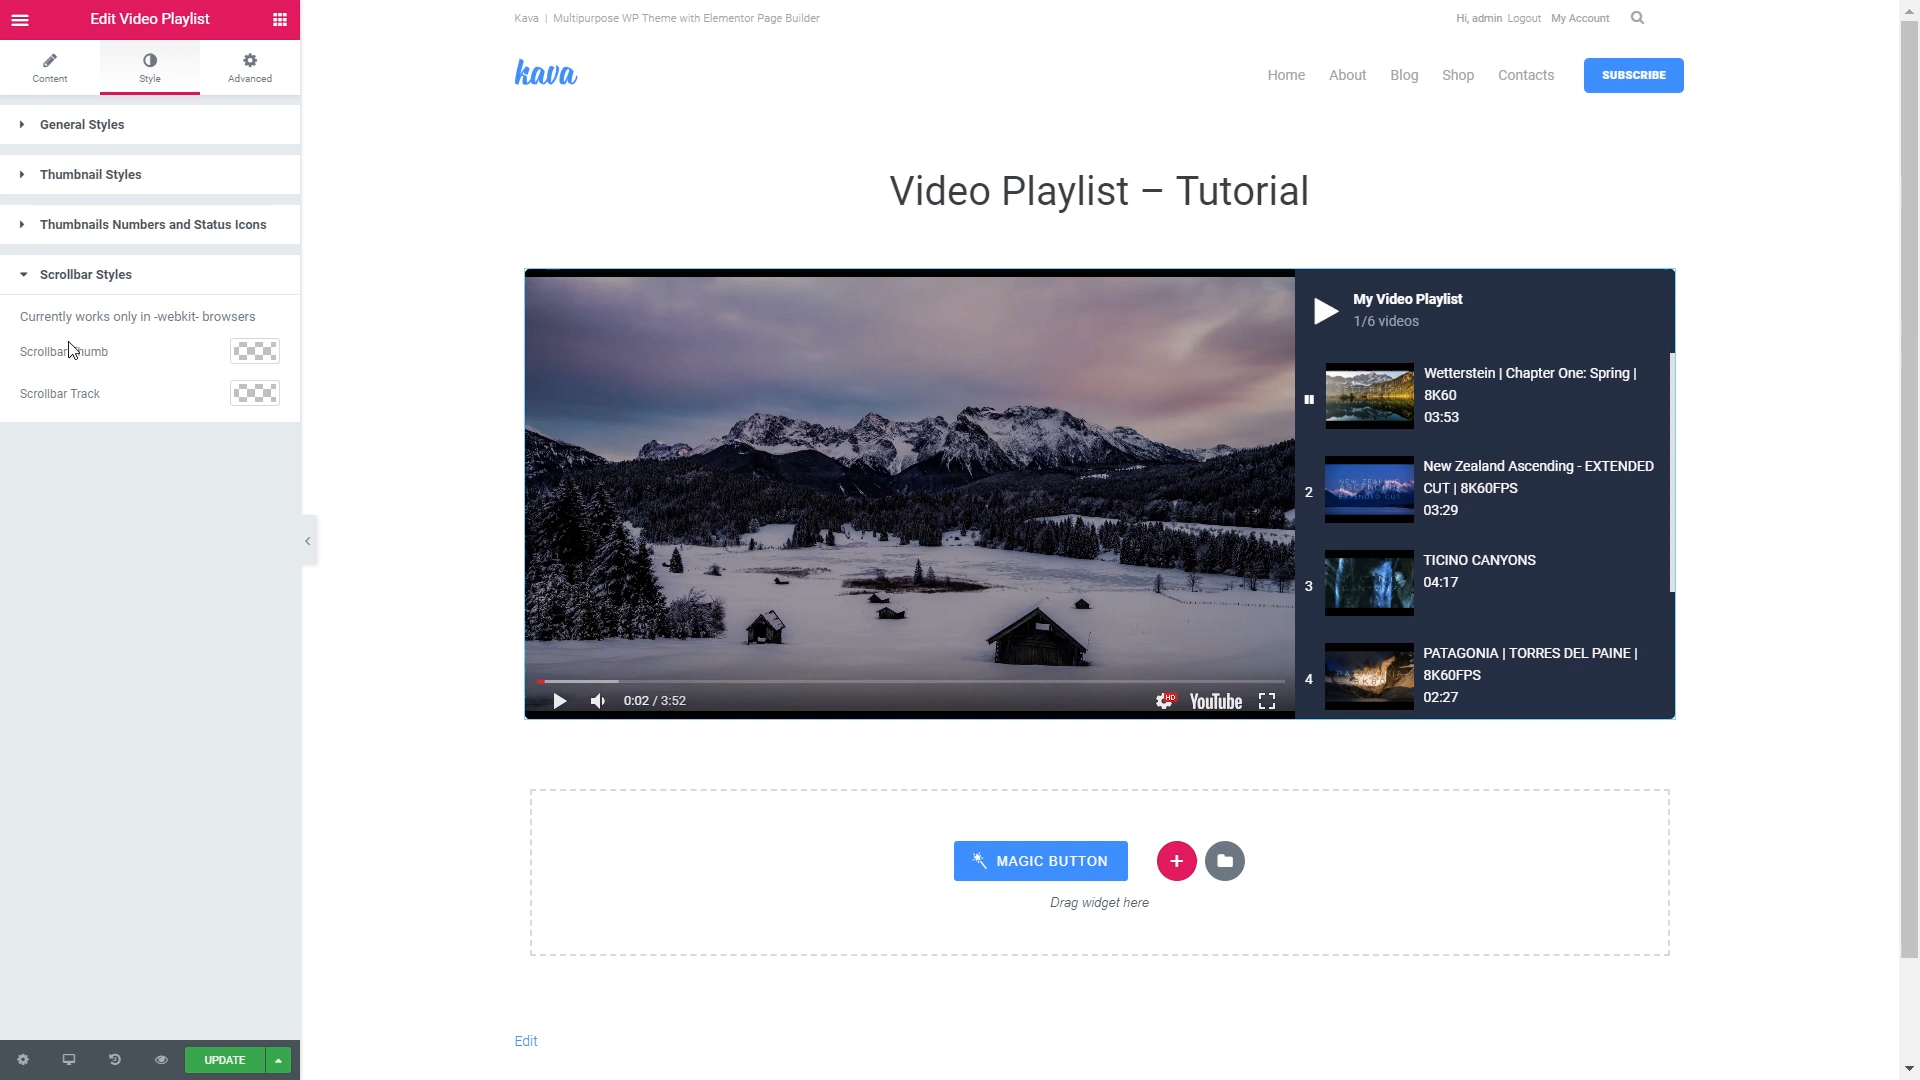 Edit Video Playlist
Content
Style
Advanced
General Styles
Thumbnail Styles
Thumbnails Numbers and Status Icons
Scrollbar Styles
Currently works only in -webkit- browsers
Scrollbar
Scrollbar Track
UPDATE
Kava | Multipurpose WP Theme with Elementor Page Builder
Hi, admin Logout My Account
kava
Home About Blog Shop Contacts SUBSCRIBE
Video Playlist – Tutorial
0:02 / 3:52
HD
YouTube
My Video Playlist
1/6 videos
Wetterstein | Chapter One: Spring |
8K60
03:53
2
New Zealand Ascending - EXTENDED
CUT | 8K60FPS
03:29
3
TICINO CANYONS
04:17
4
PATAGONIA | TORRES DEL PAINE |
8K60FPS
02:27
MAGIC BUTTON
Drag widget here
Edit